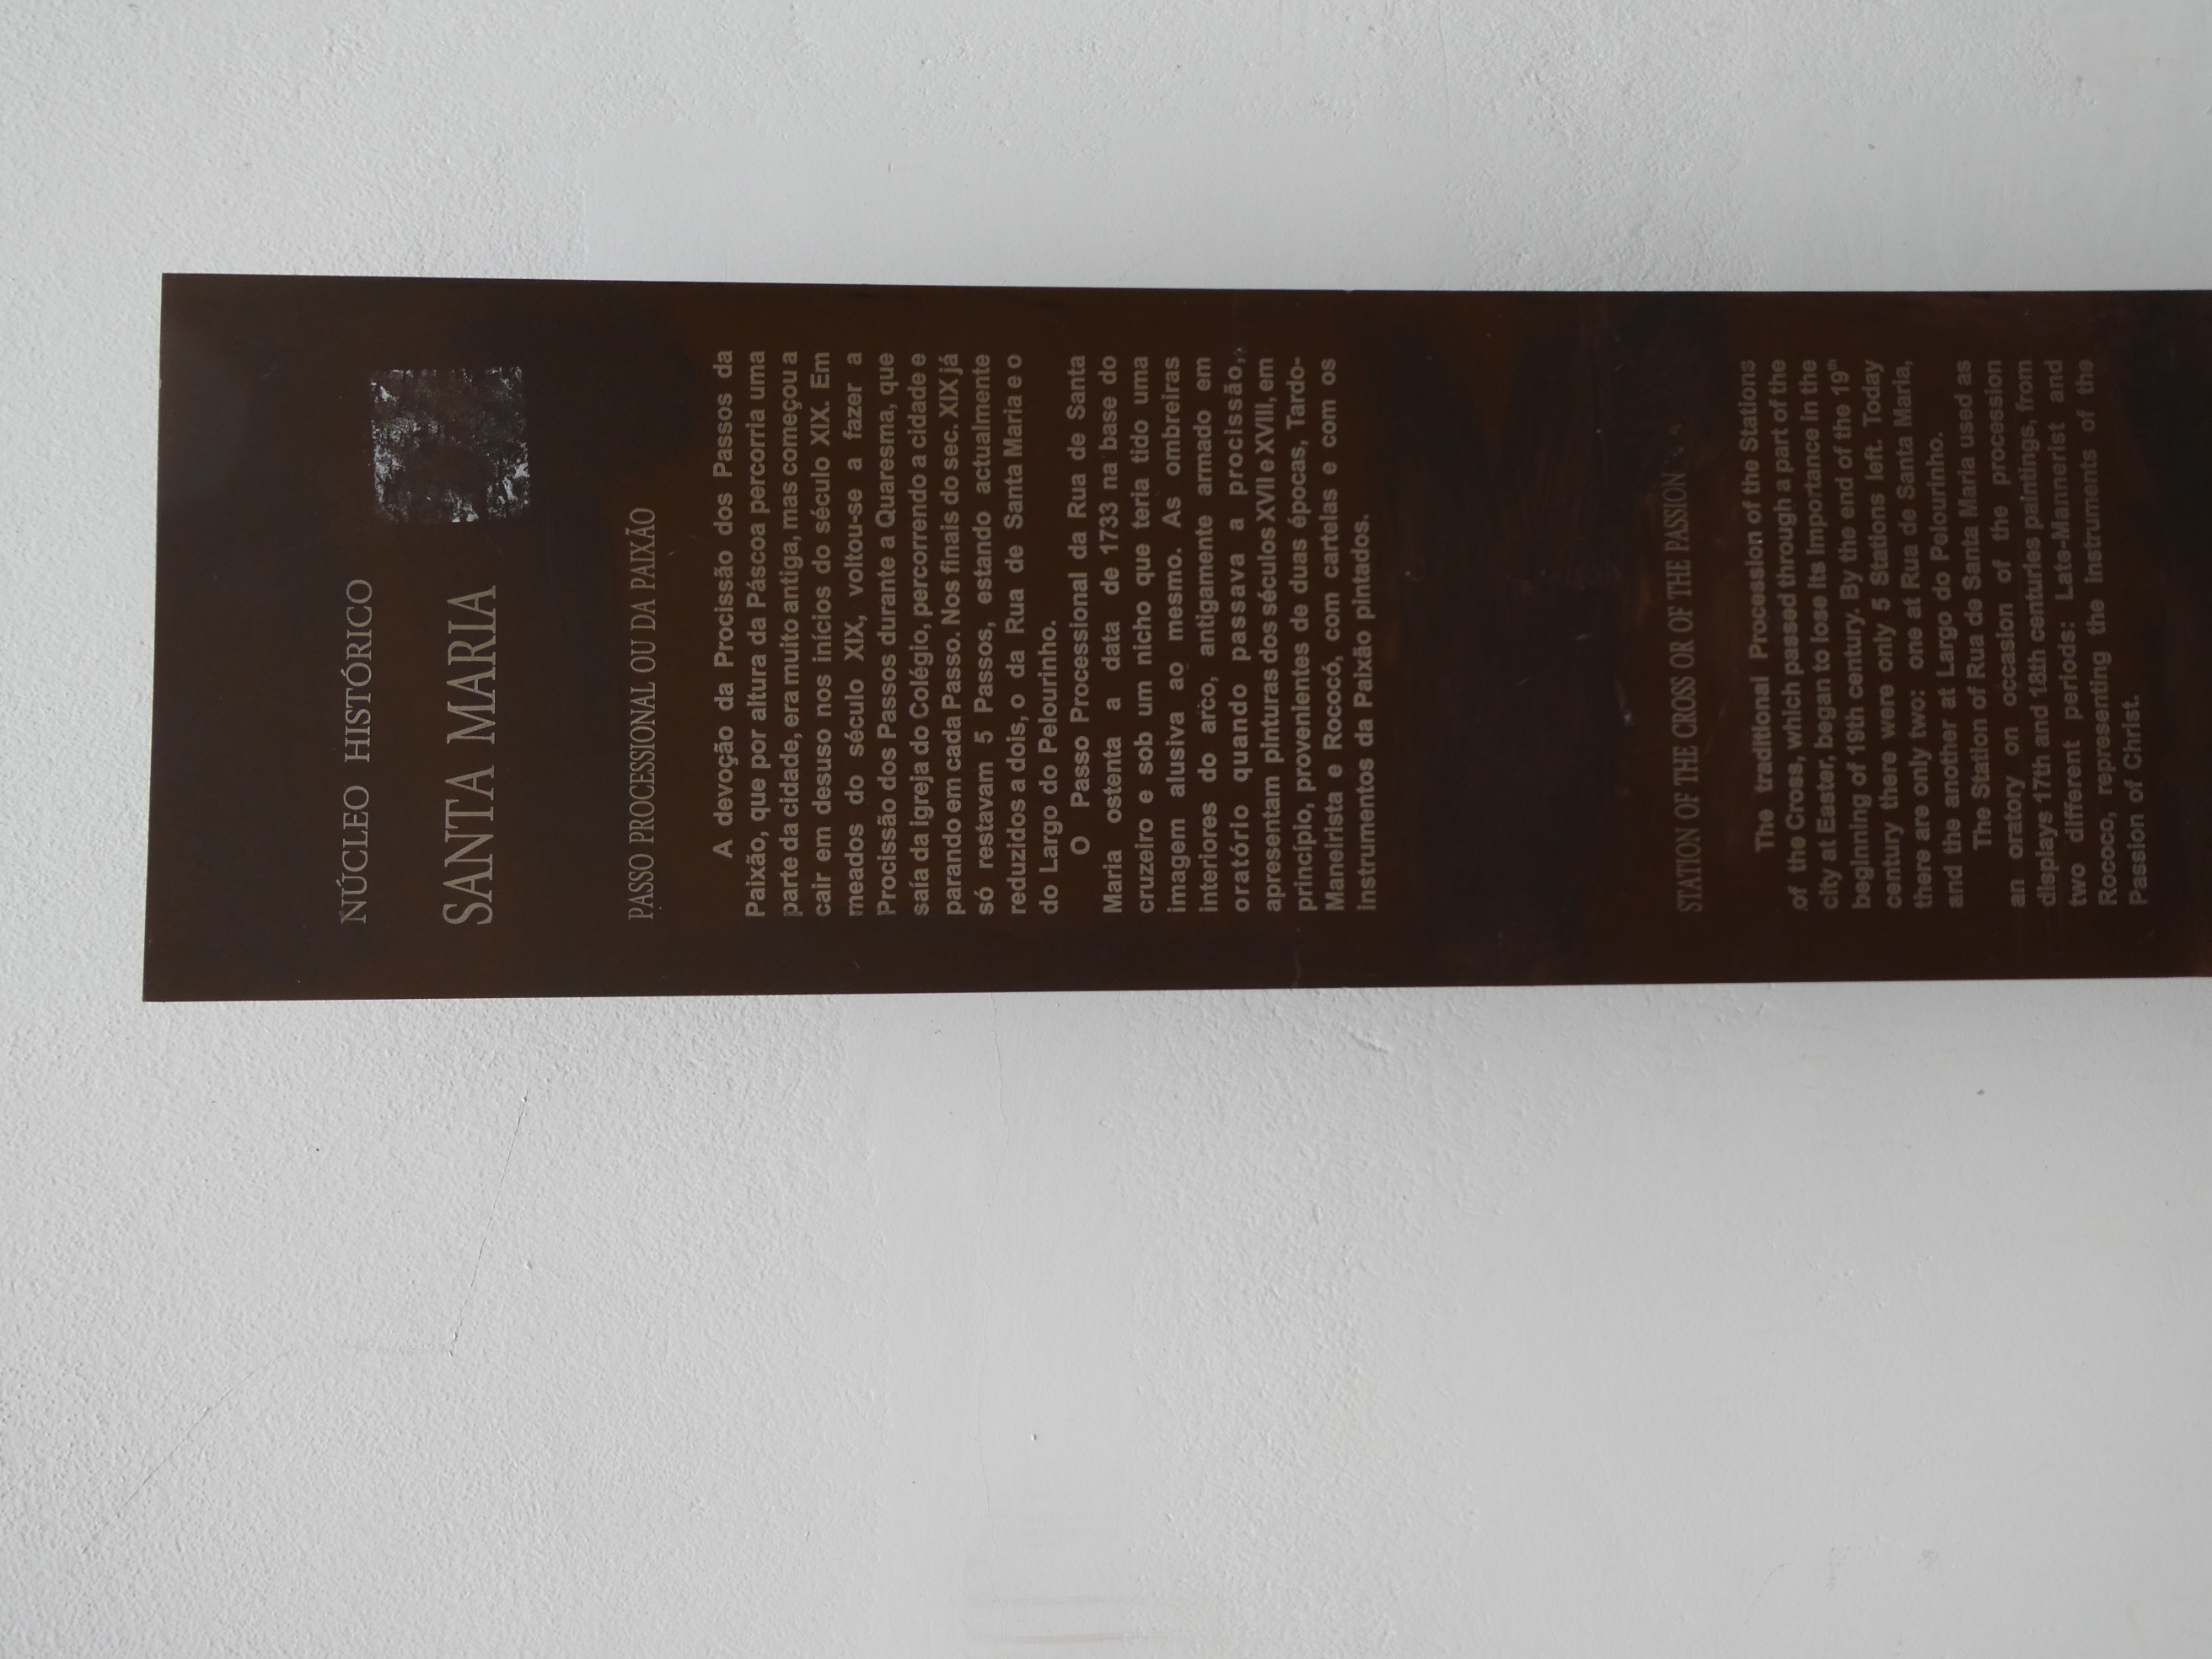 NÚCLEO HISTÓRICO
SANTA MARIA
PASSO PROCESSIONAL OU DA PAIXÃO
A devoção da Procissão dos Passos da
Paixão, que por altura da Páscoa percorria uma
parte da cidade, era muito antiga, mas começou a
cair em desuso nos inícios do século XIX. Em
meados do século XIX, voltou-se a fazer a
Procissão dos Passos durante a Quaresma, que
saía da igreja do Colégio, percorrendo a cidade e
parando em cada Passo. Nos finais do sec. XIX já
só restavam 5 Passos, estando actualmente
reduzidos a dois, o da Rua de Santa Maria e o
do Largo do Pelourinho.
O Passo Processional da Rua de Santa
Maria ostenta a data de 1733 na base do
cruzeiro e sob um nicho que teria tido uma
imagem alusiva ao mesmo. As ombreiras
interiores do arco, antigamente armado em
oratório quando passava a procissão,
apresentam pinturas dos séculos XVII e XVIII, em
princípio, provenientes de duas épocas, Tardo-
Maneirista e Rococó, com cartelas e com os
Instrumentos da Paixão pintados.
STATION OF THE CROSS OR OF THE PASSION
The traditional Procession of the Stations
of the Cross, which passed through a part of the
city at Easter, began to lose its importance in the
beginning of 19th century. By the end of the 19th
century there were only 5 Stations left. Today
there are only two: one at Rua de Santa Maria,
and the another at Largo do Pelourinho.
The Station of Rua de Santa Maria used as
an oratory on occasion of the procession
displays 17th and 18th centuries paintings, from
two different periods: Late-Mannerist and
Rococo, representing the Instruments of the
Passion of Christ.